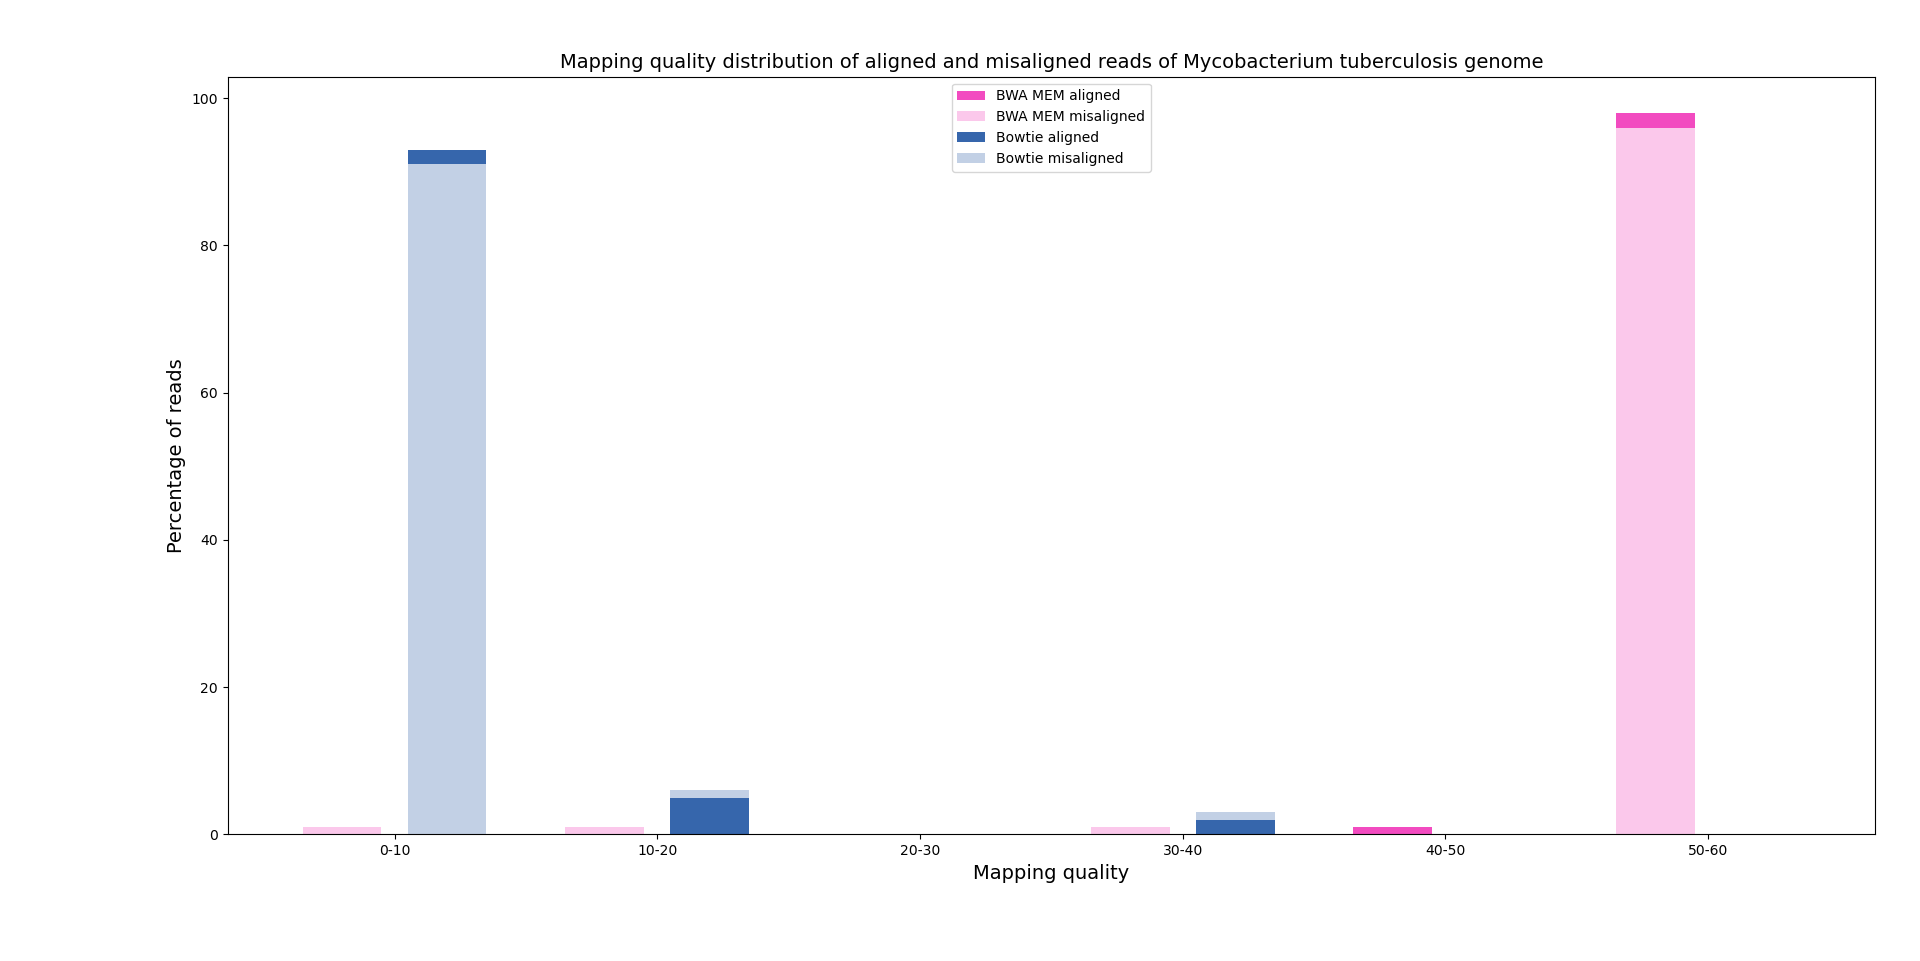 Mapping quality distribution of aligned and misaligned reads of Mycobacterium tuberculosis genome
BWA MEM aligned
BWA MEM misaligned
Bowtie aligned
Bowtie misaligned
Percentage of reads
100
80
60
40
20
0
0-10 10-20 20-30 30-40 40-50 50-60
Mapping quality